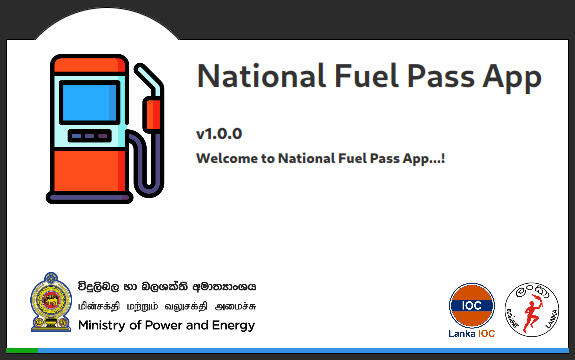 National Fuel Pass App
v1.0.0
Welcome to National Fuel Pass App...!
විදුලිබල හා බලශක්ති අමාත්‍යාංශය
மின்சக்தி மற்றும் வலுசக்தி அமைச்சு
Ministry of Power and Energy
IOC
Lanka IOC
ලංකා
LANKA